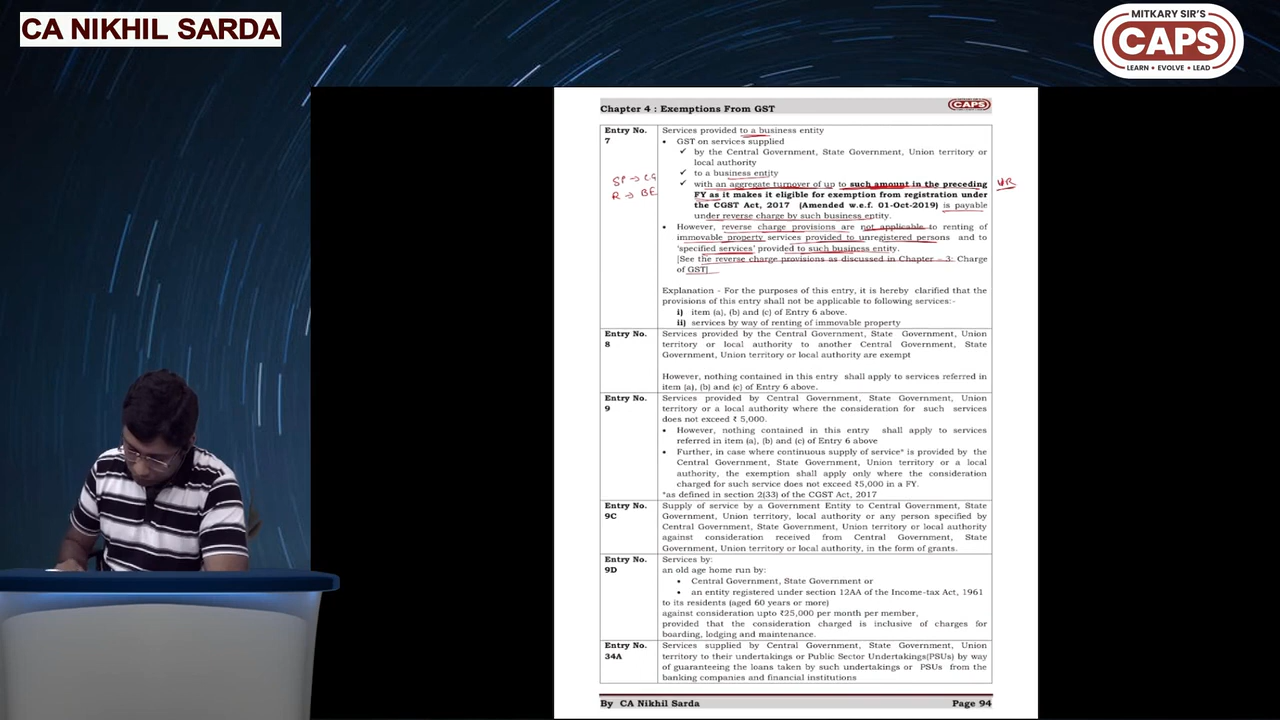 CA NIKHIL SARDA
MITKARY SIR'S
CAPS
LEARN • EVOLVE • LEAD
Chapter 4 : Exemptions From GST
CAPS
Entry No.
7
Services provided to a business entity
• GST on services supplied
✓ by the Central Government, State Government, Union territory or
local authority
✓ to a business entity
✓ with an aggregate turnover of up to such amount in the preceding
FY as it makes it eligible for exemption from registration under
the CGST Act, 2017 (Amended w.e.f. 01-Oct-2019) is payable
under reverse charge by such business entity.
SP → CG
R → BE
UR
• However, reverse charge provisions are not applicable to renting of
immovable property services provided to unregistered persons and to
'specified services' provided to such business entity.
[See the reverse charge provisions as discussed in Chapter – 3: Charge
of GST]
Explanation - For the purposes of this entry, it is hereby clarified that the
provisions of this entry shall not be applicable to following services:-
i) item (a), (b) and (c) of Entry 6 above.
ii) services by way of renting of immovable property
Entry No.
8
Services provided by the Central Government, State Government, Union
territory or local authority to another Central Government, State
Government, Union territory or local authority are exempt
However, nothing contained in this entry shall apply to services referred in
item (a), (b) and (c) of Entry 6 above.
Entry No.
9
Services provided by Central Government, State Government, Union
territory or a local authority where the consideration for such services
does not exceed ₹ 5,000.
• However, nothing contained in this entry shall apply to services
referred in item (a), (b) and (c) of Entry 6 above
• Further, in case where continuous supply of service* is provided by the
Central Government, State Government, Union territory or a local
authority, the exemption shall apply only where the consideration
charged for such service does not exceed ₹5,000 in a FY.
*as defined in section 2(33) of the CGST Act, 2017
Entry No.
9C
Supply of service by a Government Entity to Central Government, State
Government, Union territory, local authority or any person specified by
Central Government, State Government, Union territory or local authority
against consideration received from Central Government, State
Government, Union territory or local authority, in the form of grants.
Entry No.
9D
Services by:
an old age home run by:
• Central Government, State Government or
• an entity registered under section 12AA of the Income-tax Act, 1961
to its residents (aged 60 years or more)
against consideration upto ₹25,000 per month per member,
provided that the consideration charged is inclusive of charges for
boarding, lodging and maintenance.
Entry No.
34A
Services supplied by Central Government, State Government, Union
territory to their undertakings or Public Sector Undertakings(PSUs) by way
of guaranteeing the loans taken by such undertakings or PSUs from the
banking companies and financial institutions
By CA Nikhil Sarda
Page 94